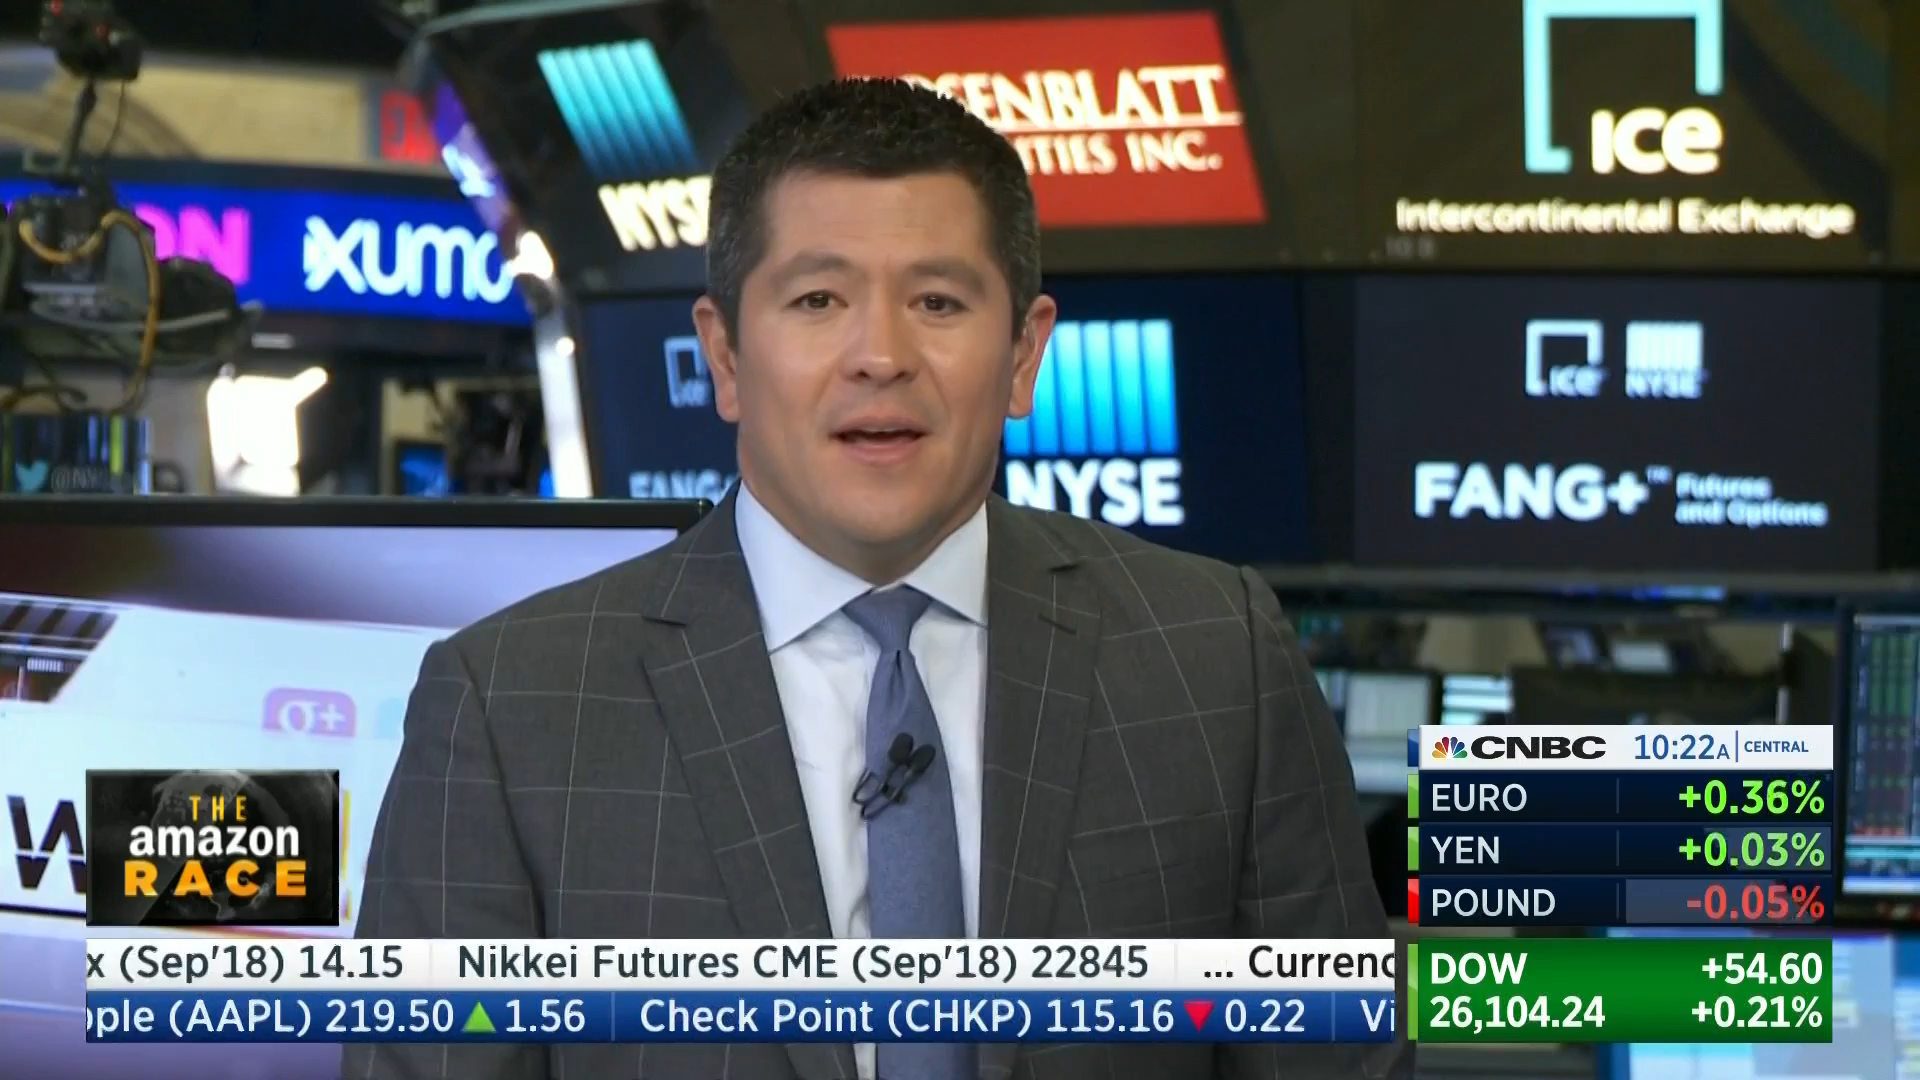 XUMO
NYSE
SECURITIES INC.
ICE
Intercontinental Exchange
ICE
NYSE
NYSE
FANG+™ Futures and Options
g+
THE
amazon
RACE
CNBC 10:22A CENTRAL
EURO +0.36%
YEN +0.03%
POUND -0.05%
x (Sep'18) 14.15 Nikkei Futures CME (Sep'18) 22845 ... Currenc
pple (AAPL) 219.50 ▲ 1.56 Check Point (CHKP) 115.16 ▼ 0.22 Vi
DOW +54.60
26,104.24 +0.21%